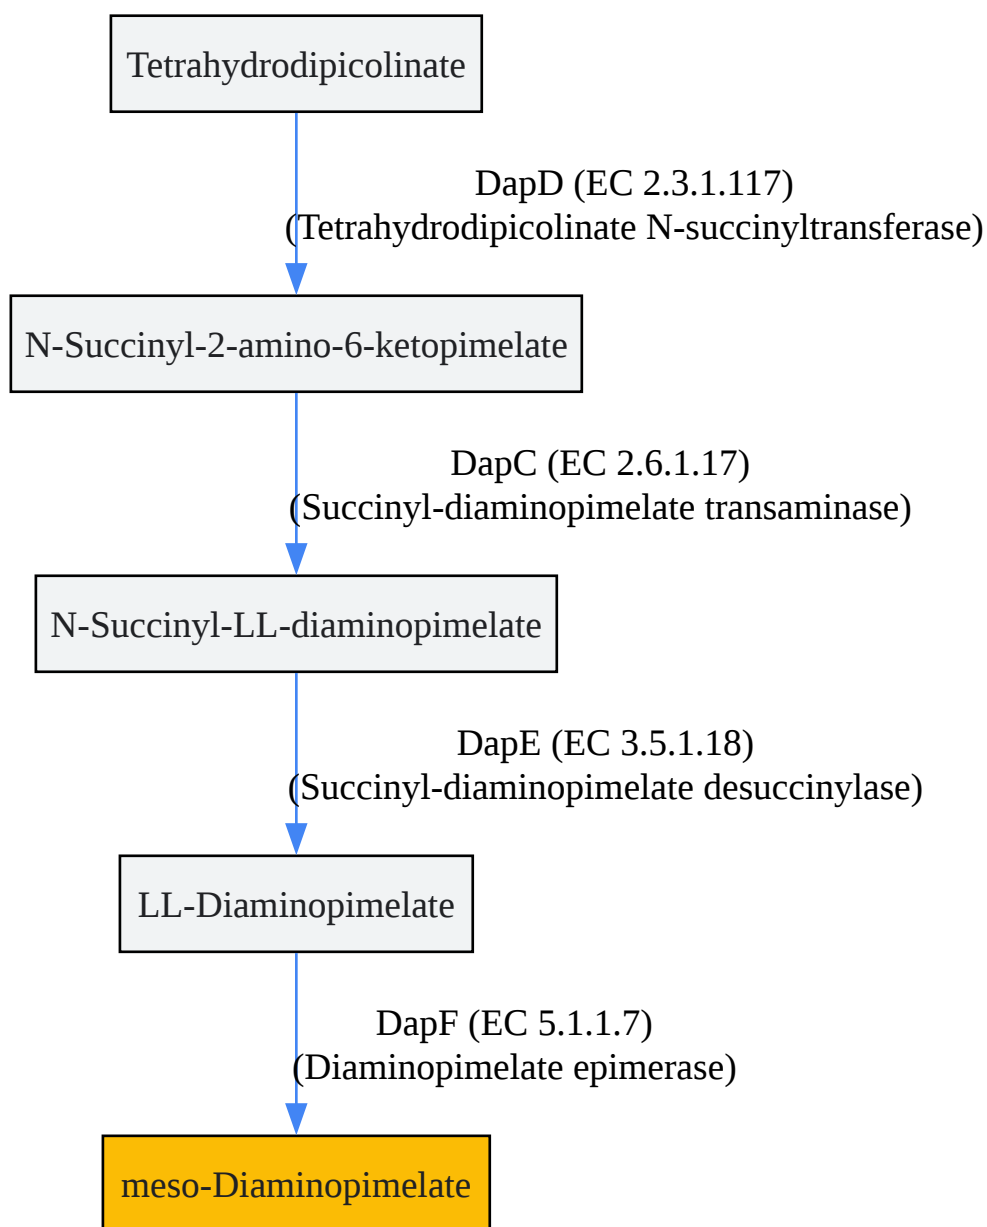 Tetrahydrodipicolinate
DapD (EC 2.3.1.117)
(Tetrahydrodipicolinate N-succinyltransferase)
N-Succinyl-2-amino-6-ketopimelate
DapC (EC 2.6.1.17)
(Succinyl-diaminopimelate transaminase)
N-Succinyl-LL-diaminopimelate
DapE (EC 3.5.1.18)
(Succinyl-diaminopimelate desuccinylase)
LL-Diaminopimelate
DapF (EC 5.1.1.7)
(Diaminopimelate epimerase)
meso-Diaminopimelate